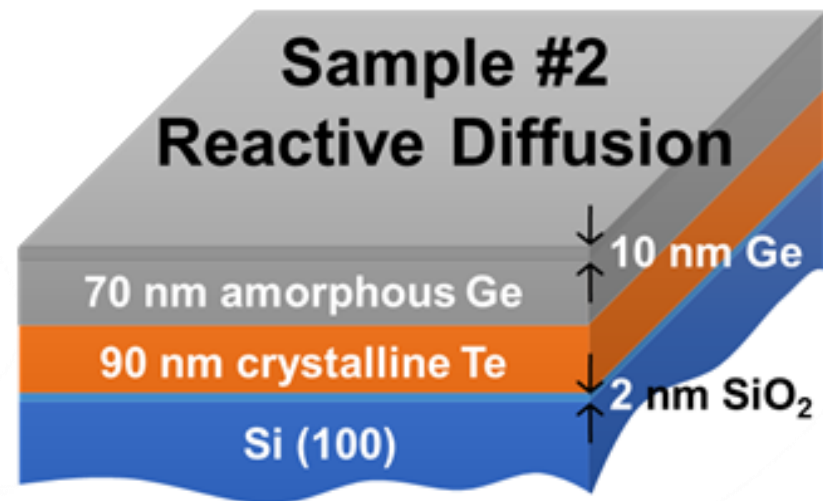 Sample #2
Reactive Diffusion
10 nm Ge
70 nm amorphous Ge
90 nm crystalline Te
2 nm SiO₂
Si (100)